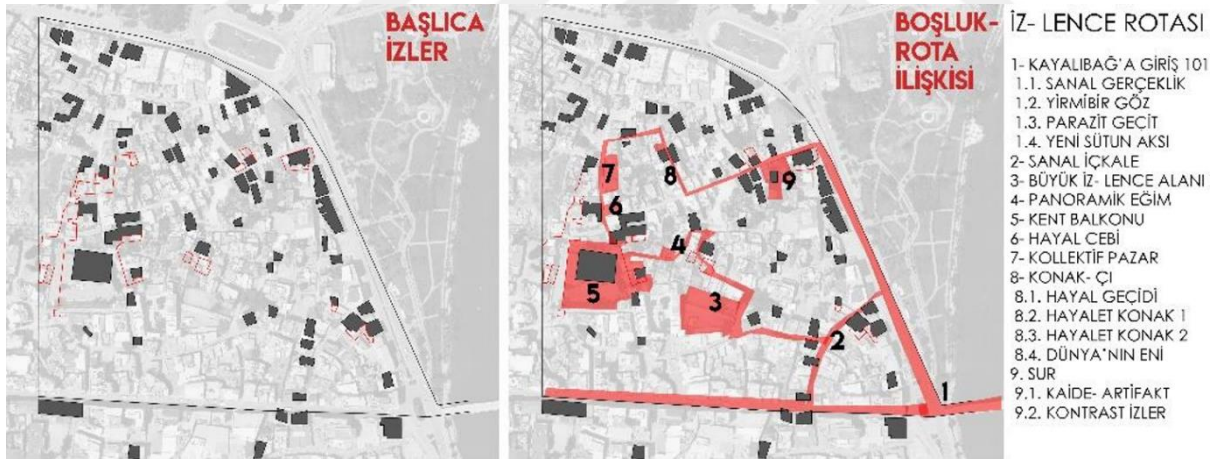 BAŞLICA
İZLER
BOŞLUK-
ROTA
İLİŞKİSİ
1
2
3
4
5
6
7
8
9
İZ- LENCE ROTASI
1- KAYALIBAĞ'A GİRİŞ 101
1.1. SANAL GERÇEKLİK
1.2. YİRMİBİR GÖZ
1.3. PARAZİT GEÇİT
1.4. YENİ SÜTUN AKSI
2- SANAL İÇKALE
3- BÜYÜK İZ- LENCE ALANI
4- PANORAMİK EĞİM
5- KENT BALKONU
6- HAYAL CEBİ
7- KOLLEKTİF PAZAR
8- KONAK- ÇI
8.1. HAYAL GEÇİDİ
8.2. HAYALET KONAK 1
8.3. HAYALET KONAK 2
8.4. DÜNYA'NIN ENİ
9. SUR
9.1. KAİDE- ARTİFAKT
9.2. KONTRAST İZLER